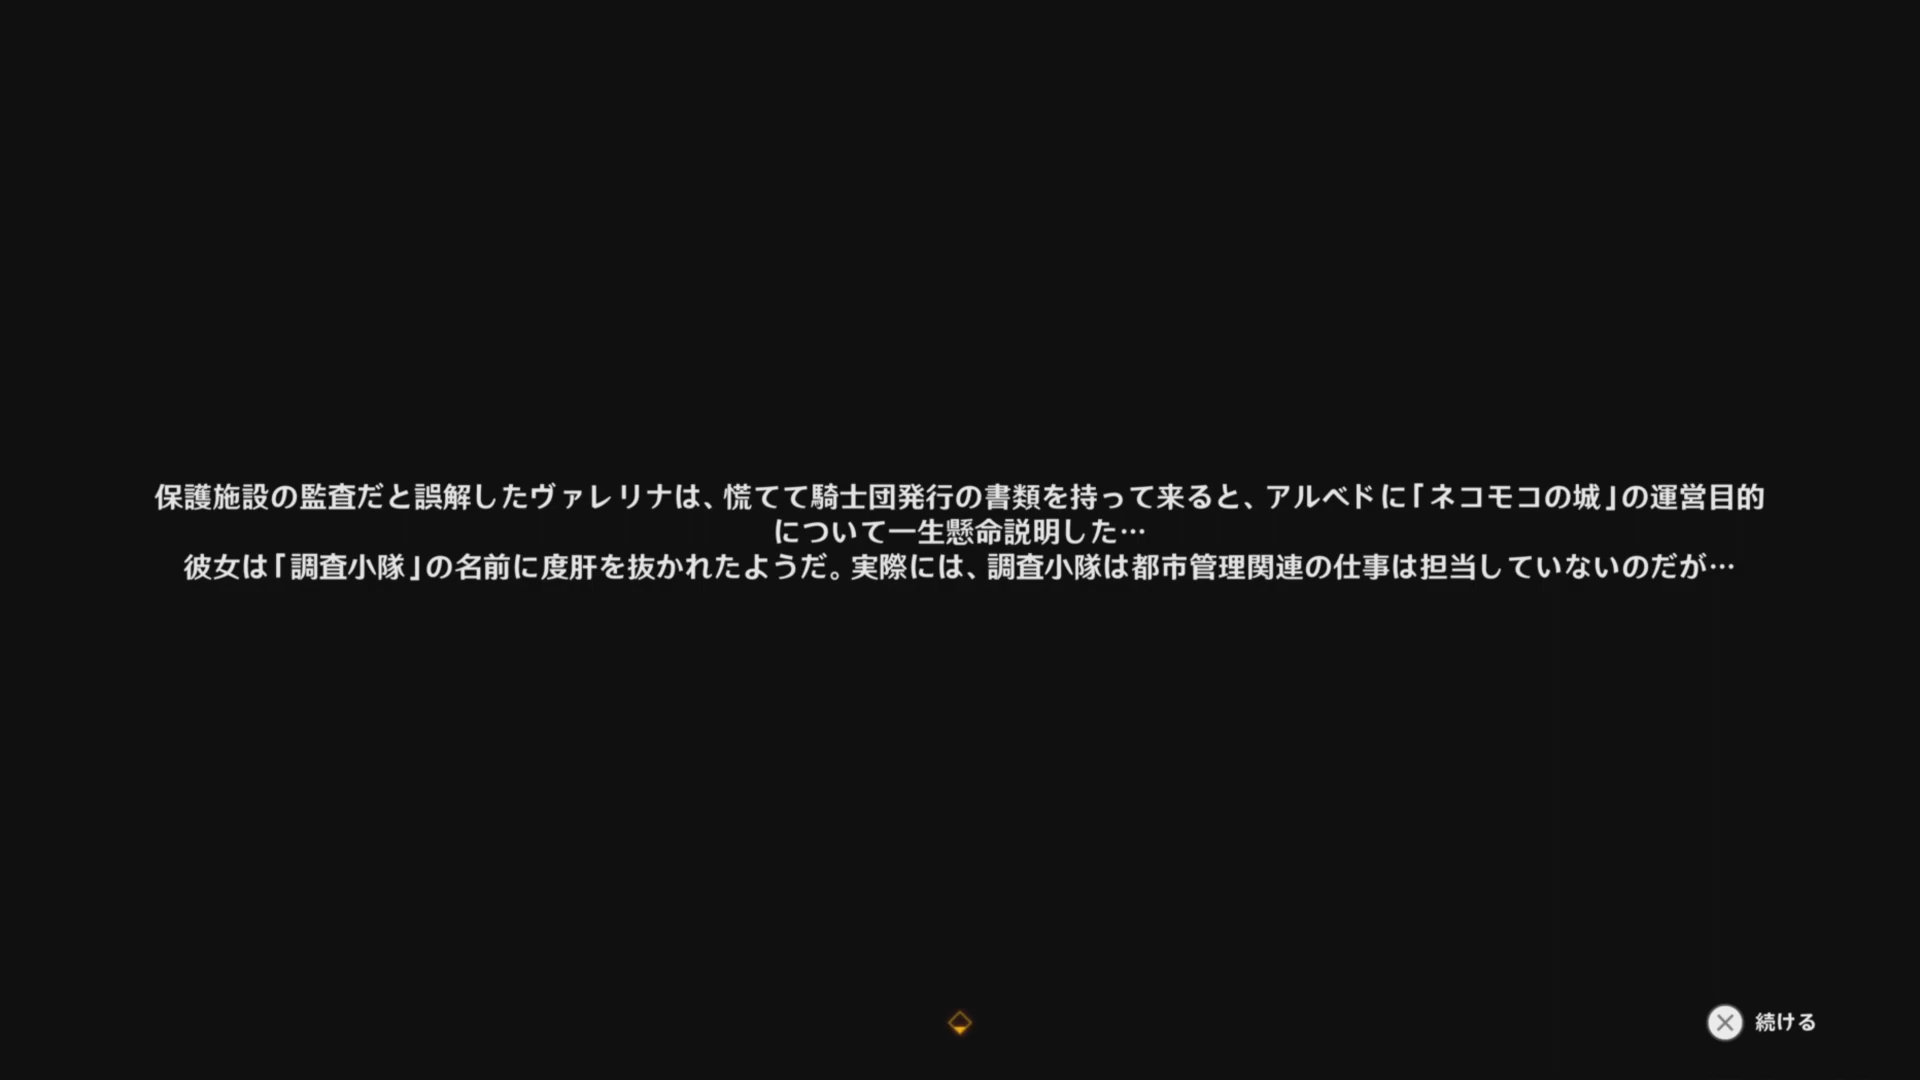 保護施設の監査だと誤解したヴァレリナは、慌てて騎士団発行の書類を持って来ると、アルベドに「ネコモコの城」の運営目的
について一生懸命説明した…
彼女は「調査小隊」の名前に度肝を抜かれたようだ。実際には、調査小隊は都市管理関連の仕事は担当していないのだが…
続ける